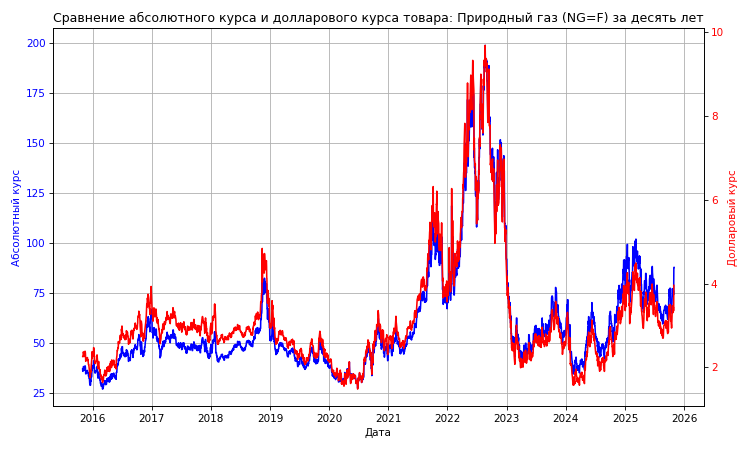 Сравнение абсолютного курса и долларового курса товара: Природный газ (NG=F) за десять лет
200
175
150
125
100
75
50
25
Абсолютный курс
10
8
6
4
2
Долларовый курс
2016 2017 2018 2019 2020 2021 2022 2023 2024 2025 2026
Дата